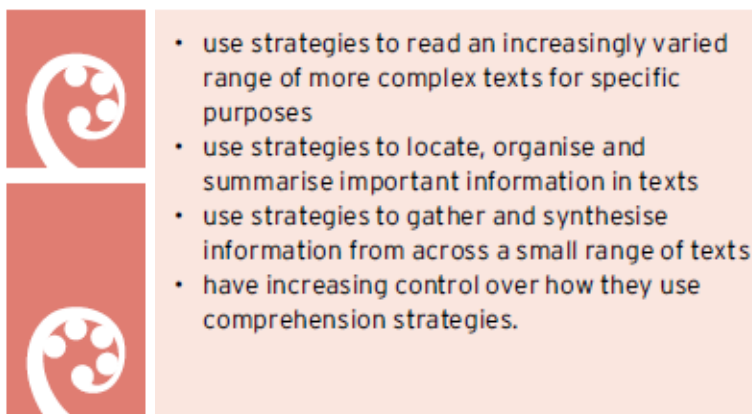 • use strategies to read an increasingly varied
range of more complex texts for specific
purposes
• use strategies to locate, organise and
summarise important information in texts
• use strategies to gather and synthesise
information from across a small range of texts
• have increasing control over how they use
comprehension strategies.